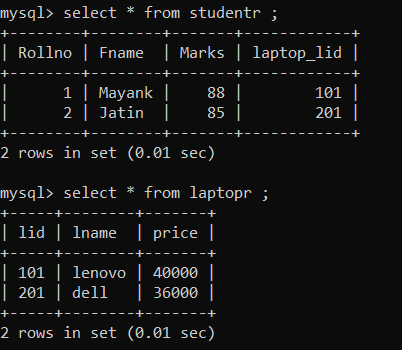 mysql> select * from studentr ;
+--------+--------+-------+------------+
| Rollno | Fname  | Marks | laptop_lid |
+--------+--------+-------+------------+
|      1 | Mayank |    88 |        101 |
|      2 | Jatin  |    85 |        201 |
+--------+--------+-------+------------+
2 rows in set (0.01 sec)

mysql> select * from laptopr ;
+-----+--------+-------+
| lid | lname  | price |
+-----+--------+-------+
| 101 | lenovo | 40000 |
| 201 | dell   | 36000 |
+-----+--------+-------+
2 rows in set (0.01 sec)